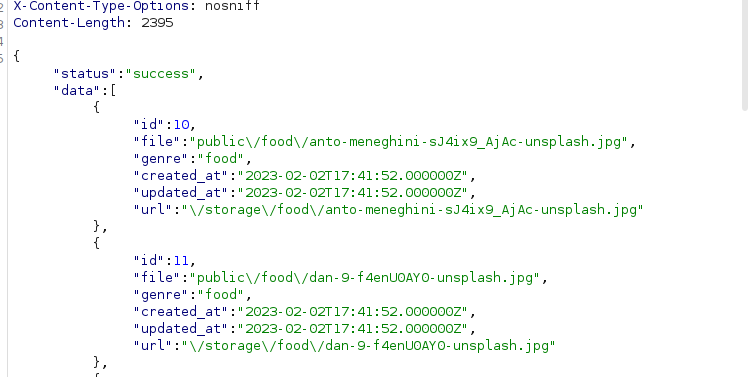 2 X-Content-Type-Options: nosniff
3 Content-Length: 2395
4
5 {
"status":"success",
"data":[
{
"id":10,
"file":"public\/food\/anto-meneghini-sJ4ix9_AjAc-unsplash.jpg",
"genre":"food",
"created_at":"2023-02-02T17:41:52.000000Z",
"updated_at":"2023-02-02T17:41:52.000000Z",
"url":"\/storage\/food\/anto-meneghini-sJ4ix9_AjAc-unsplash.jpg"
},
{
"id":11,
"file":"public\/food\/dan-9-f4enU0AYO-unsplash.jpg",
"genre":"food",
"created_at":"2023-02-02T17:41:52.000000Z",
"updated_at":"2023-02-02T17:41:52.000000Z",
"url":"\/storage\/food\/dan-9-f4enU0AYO-unsplash.jpg"
},